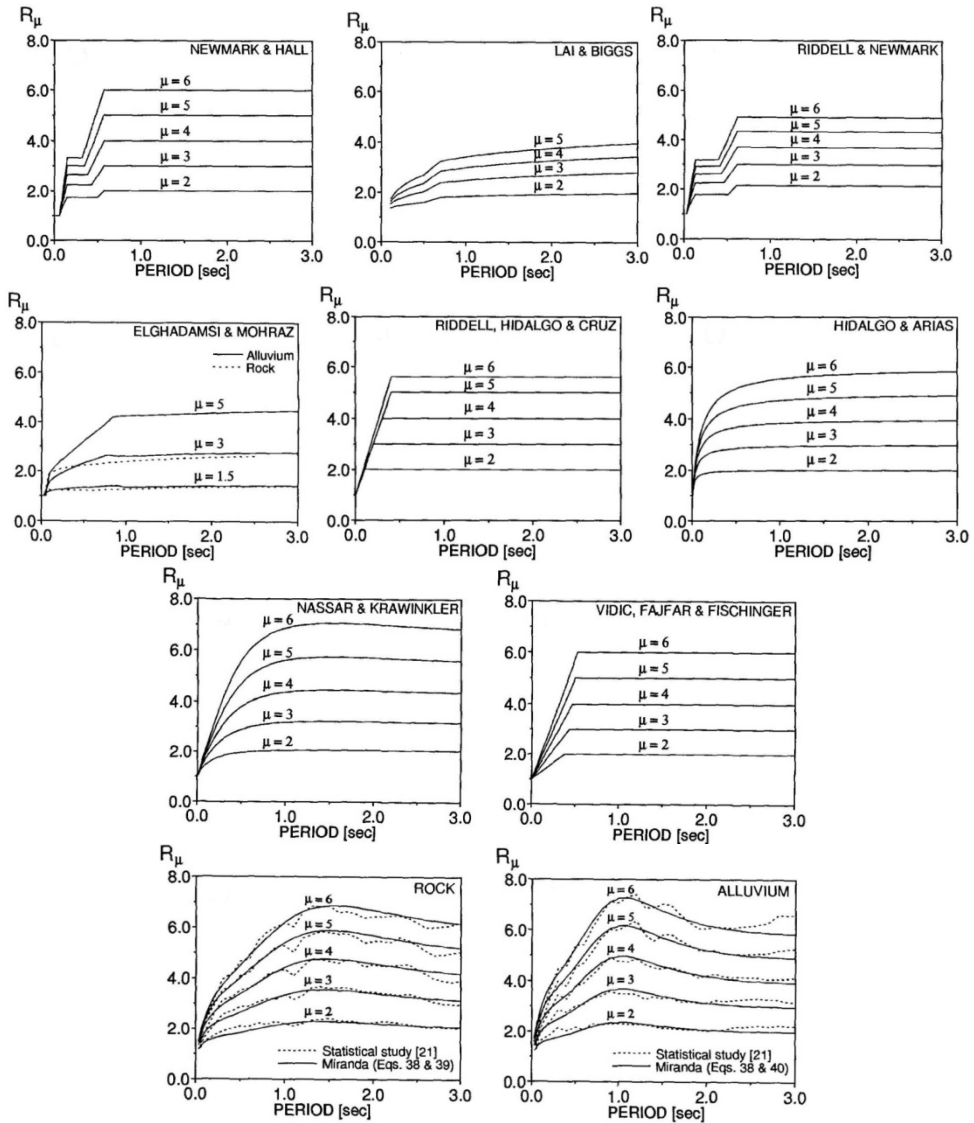 Rμ
8.0
NEWMARK & HALL
μ = 6
6.0
μ = 5
4.0
μ = 4
μ = 3
2.0
μ = 2
0.0
0.0 1.0 2.0 3.0
PERIOD [sec]
Rμ
8.0
LAI & BIGGS
6.0
4.0
μ = 5
μ = 4
μ = 3
2.0
μ = 2
0.0
0.0 1.0 2.0 3.0
PERIOD [sec]
Rμ
8.0
RIDDELL & NEWMARK
6.0
μ = 6
μ = 5
4.0
μ = 4
μ = 3
2.0
μ = 2
0.0
0.0 1.0 2.0 3.0
PERIOD [sec]
Rμ
8.0
ELGHADAMSI & MOHRAZ
Alluvium
Rock
6.0
μ = 5
4.0
μ = 3
2.0
μ = 1.5
0.0
0.0 1.0 2.0 3.0
PERIOD [sec]
Rμ
8.0
RIDDELL, HIDALGO & CRUZ
6.0
μ = 6
μ = 5
4.0
μ = 4
μ = 3
2.0
μ = 2
0.0
0.0 1.0 2.0 3.0
PERIOD [sec]
Rμ
8.0
HIDALGO & ARIAS
6.0
μ = 6
μ = 5
4.0
μ = 4
μ = 3
2.0
μ = 2
0.0
0.0 1.0 2.0 3.0
PERIOD [sec]
Rμ
8.0
NASSAR & KRAWINKLER
μ = 6
6.0
μ = 5
μ = 4
4.0
μ = 3
2.0
μ = 2
0.0
0.0 1.0 2.0 3.0
PERIOD [sec]
Rμ
8.0
VIDIC, FAJFAR & FISCHINGER
μ = 6
6.0
μ = 5
4.0
μ = 4
μ = 3
2.0
μ = 2
0.0
0.0 1.0 2.0 3.0
PERIOD [sec]
Rμ
8.0
ROCK
μ = 6
6.0
μ = 5
μ = 4
4.0
μ = 3
μ = 2
2.0
Statistical study [21]
Miranda (Eqs. 38 & 39)
0.0
0.0 1.0 2.0 3.0
PERIOD [sec]
Rμ
8.0
ALLUVIUM
μ = 6
6.0
μ = 5
μ = 4
4.0
μ = 3
μ = 2
2.0
Statistical study [21]
Miranda (Eqs. 38 & 40)
0.0
0.0 1.0 2.0 3.0
PERIOD [sec]